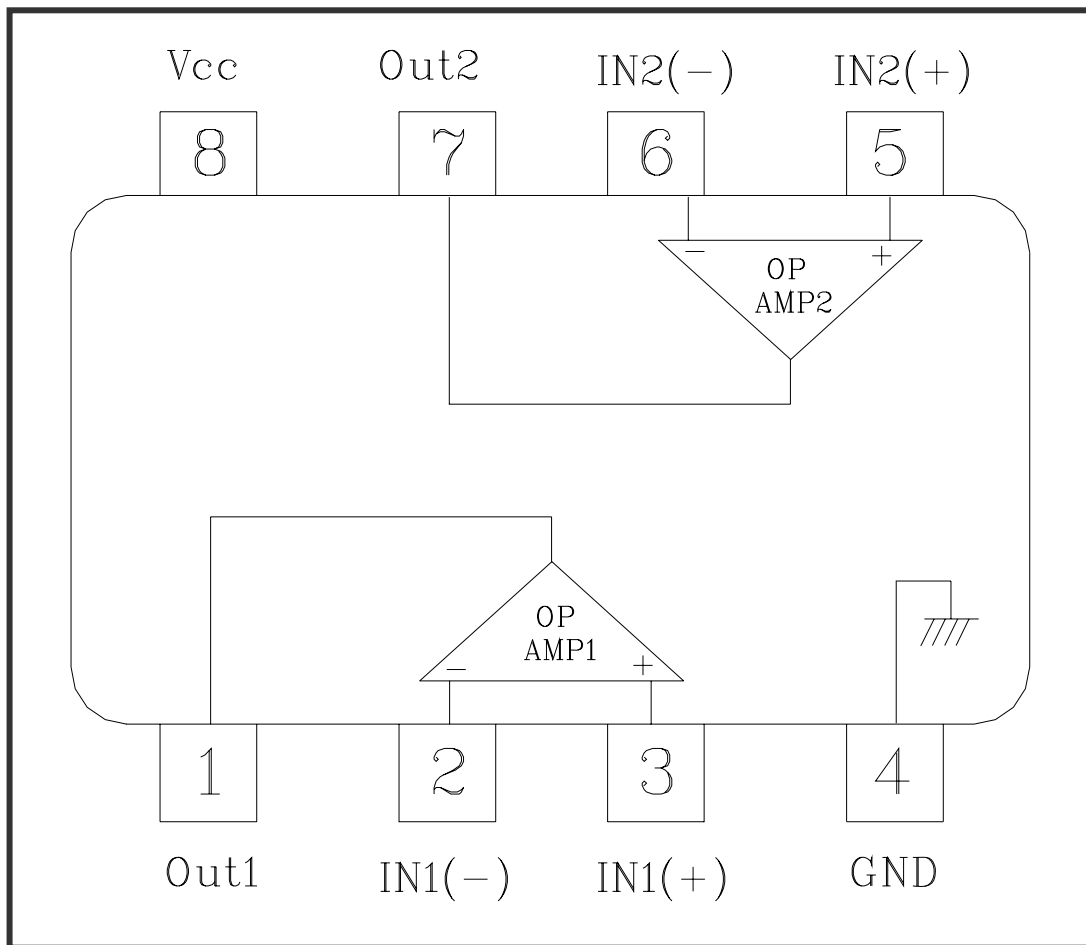 Vcc Out2 IN2(-) IN2(+)
8 7 6 5
- +
OP
AMP2
OP
AMP1
- +
1 2 3 4
Out1 IN1(-) IN1(+) GND